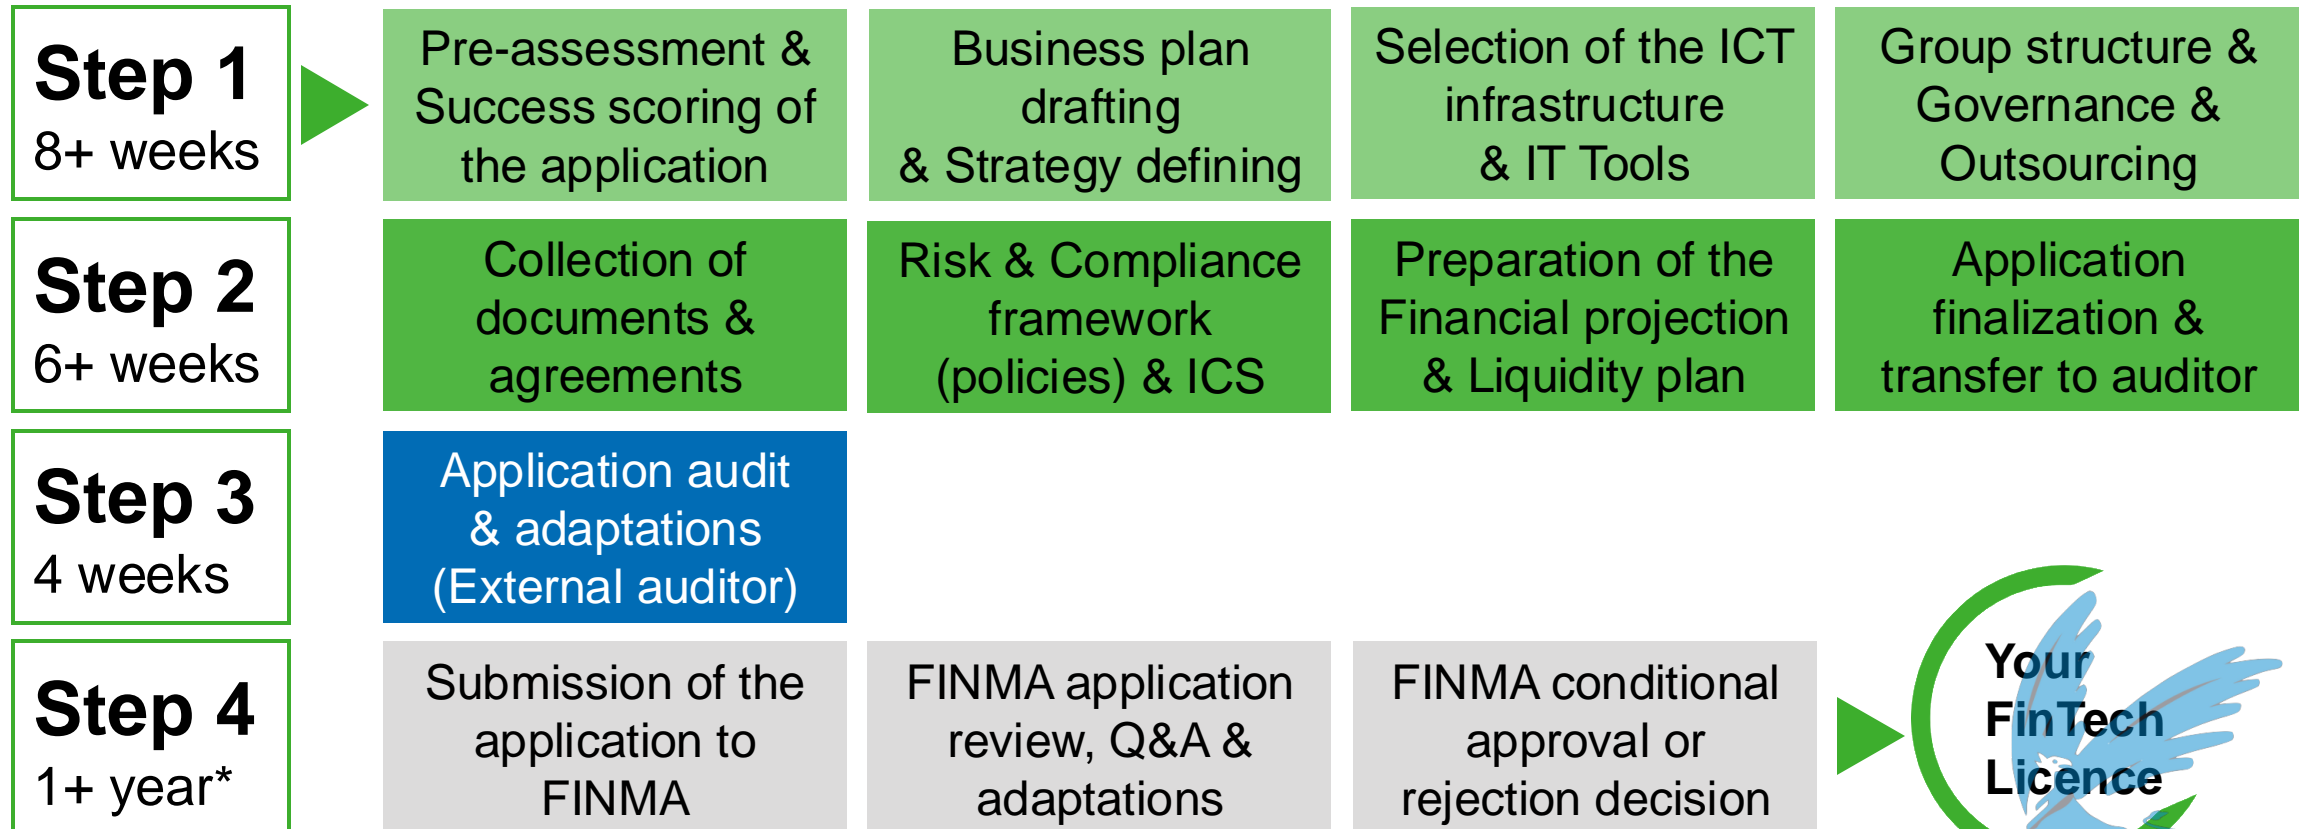 Step 1
8+ weeks
Pre-assessment &
Success scoring of
the application
Business plan
drafting
& Strategy defining
Selection of the ICT
infrastructure
& IT Tools
Group structure &
Governance &
Outsourcing
Step 2
6+ weeks
Collection of
documents &
agreements
Risk & Compliance
framework
(policies) & ICS
Preparation of the
Financial projection
& Liquidity plan
Application
finalization &
transfer to auditor
Step 3
4 weeks
Application audit
& adaptations
(External auditor)
Step 4
1+ year*
Submission of the
application to
FINMA
FINMA application
review, Q&A &
adaptations
FINMA conditional
approval or
rejection decision
Your
FinTech
Licence